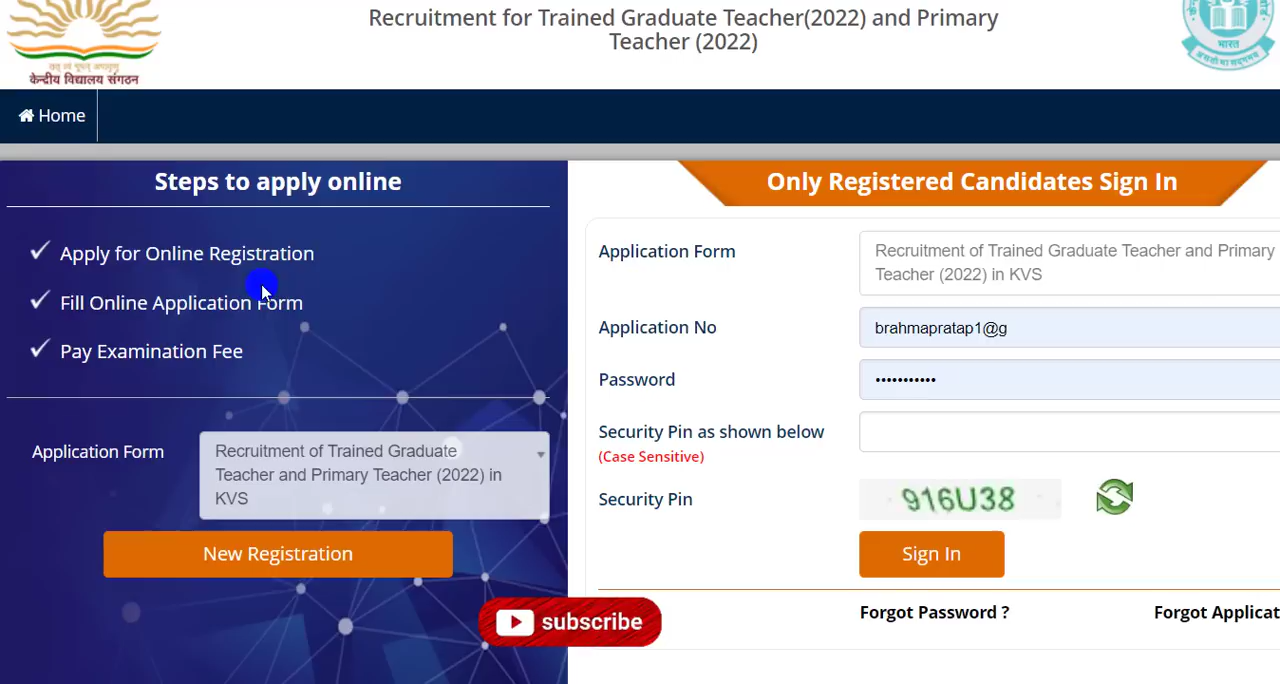 Recruitment for Trained Graduate Teacher(2022) and Primary
Teacher (2022)
केन्द्रीय विद्यालय संगठन
भारत
असतो मा सद्गमय
Home
Steps to apply online
Apply for Online Registration
Fill Online Application Form
Pay Examination Fee
Application Form
Recruitment of Trained Graduate
Teacher and Primary Teacher (2022) in
KVS
New Registration
Only Registered Candidates Sign In
Application Form
Recruitment of Trained Graduate Teacher and Primary
Teacher (2022) in KVS
Application No
brahmapratap1@g
Password
•••••••••••
Security Pin as shown below
(Case Sensitive)
Security Pin
916U38
Sign In
Forgot Password ?
Forgot Applicat
subscribe